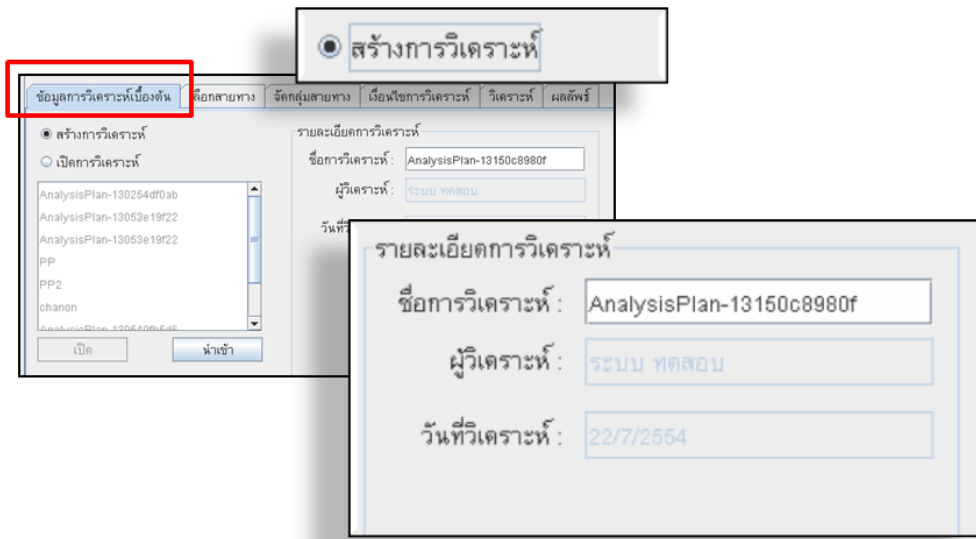 สร้างการวิเคราะห์
ข้อมูลการวิเคราะห์เบื้องต้น เลือกสายทาง จัดกลุ่มสายทาง เงื่อนไขการวิเคราะห์ วิเคราะห์ ผลลัพธ์
สร้างการวิเคราะห์
เปิดการวิเคราะห์
AnalysisPlan-130254df0ab
AnalysisPlan-13053e19f22
AnalysisPlan-13053e19f22
PP
PP2
chanon
เปิด นำเข้า
รายละเอียดการวิเคราะห์
ชื่อการวิเคราะห์ : AnalysisPlan-13150c8980f
ผู้วิเคราะห์ : ระบบ ทดสอบ
รายละเอียดการวิเคราะห์
ชื่อการวิเคราะห์ : AnalysisPlan-13150c8980f
ผู้วิเคราะห์ : ระบบ ทดสอบ
วันที่วิเคราะห์ : 22/7/2554